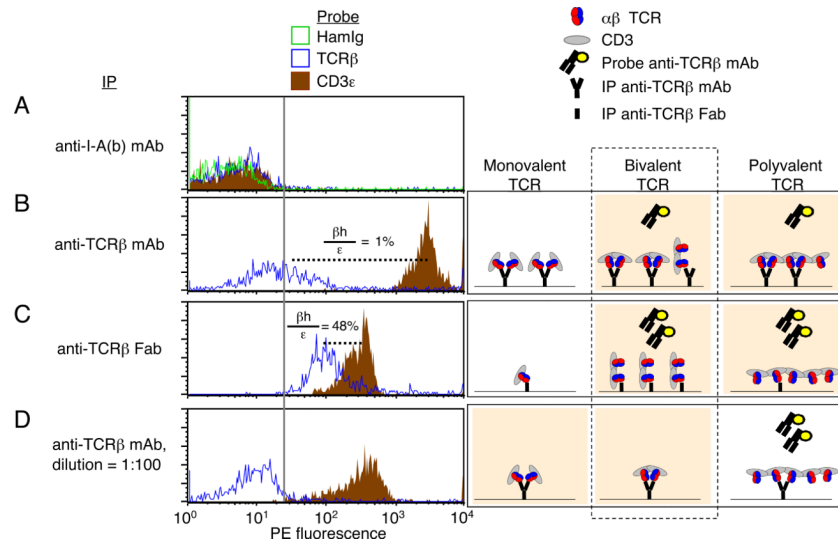 Probe
HamIg
TCRβ
CD3ε
αβ TCR
CD3
Probe anti-TCRβ mAb
IP anti-TCRβ mAb
IP anti-TCRβ Fab
IP
A
anti-I-A(b) mAb
Monovalent
TCR
Bivalent
TCR
Polyvalent
TCR
B
anti-TCRβ mAb
βh
ε
= 1%
C
anti-TCRβ Fab
βh
ε
= 48%
D
anti-TCRβ mAb,
dilution = 1:100
10⁰ 10¹ 10² 10³ 10⁴
PE fluorescence